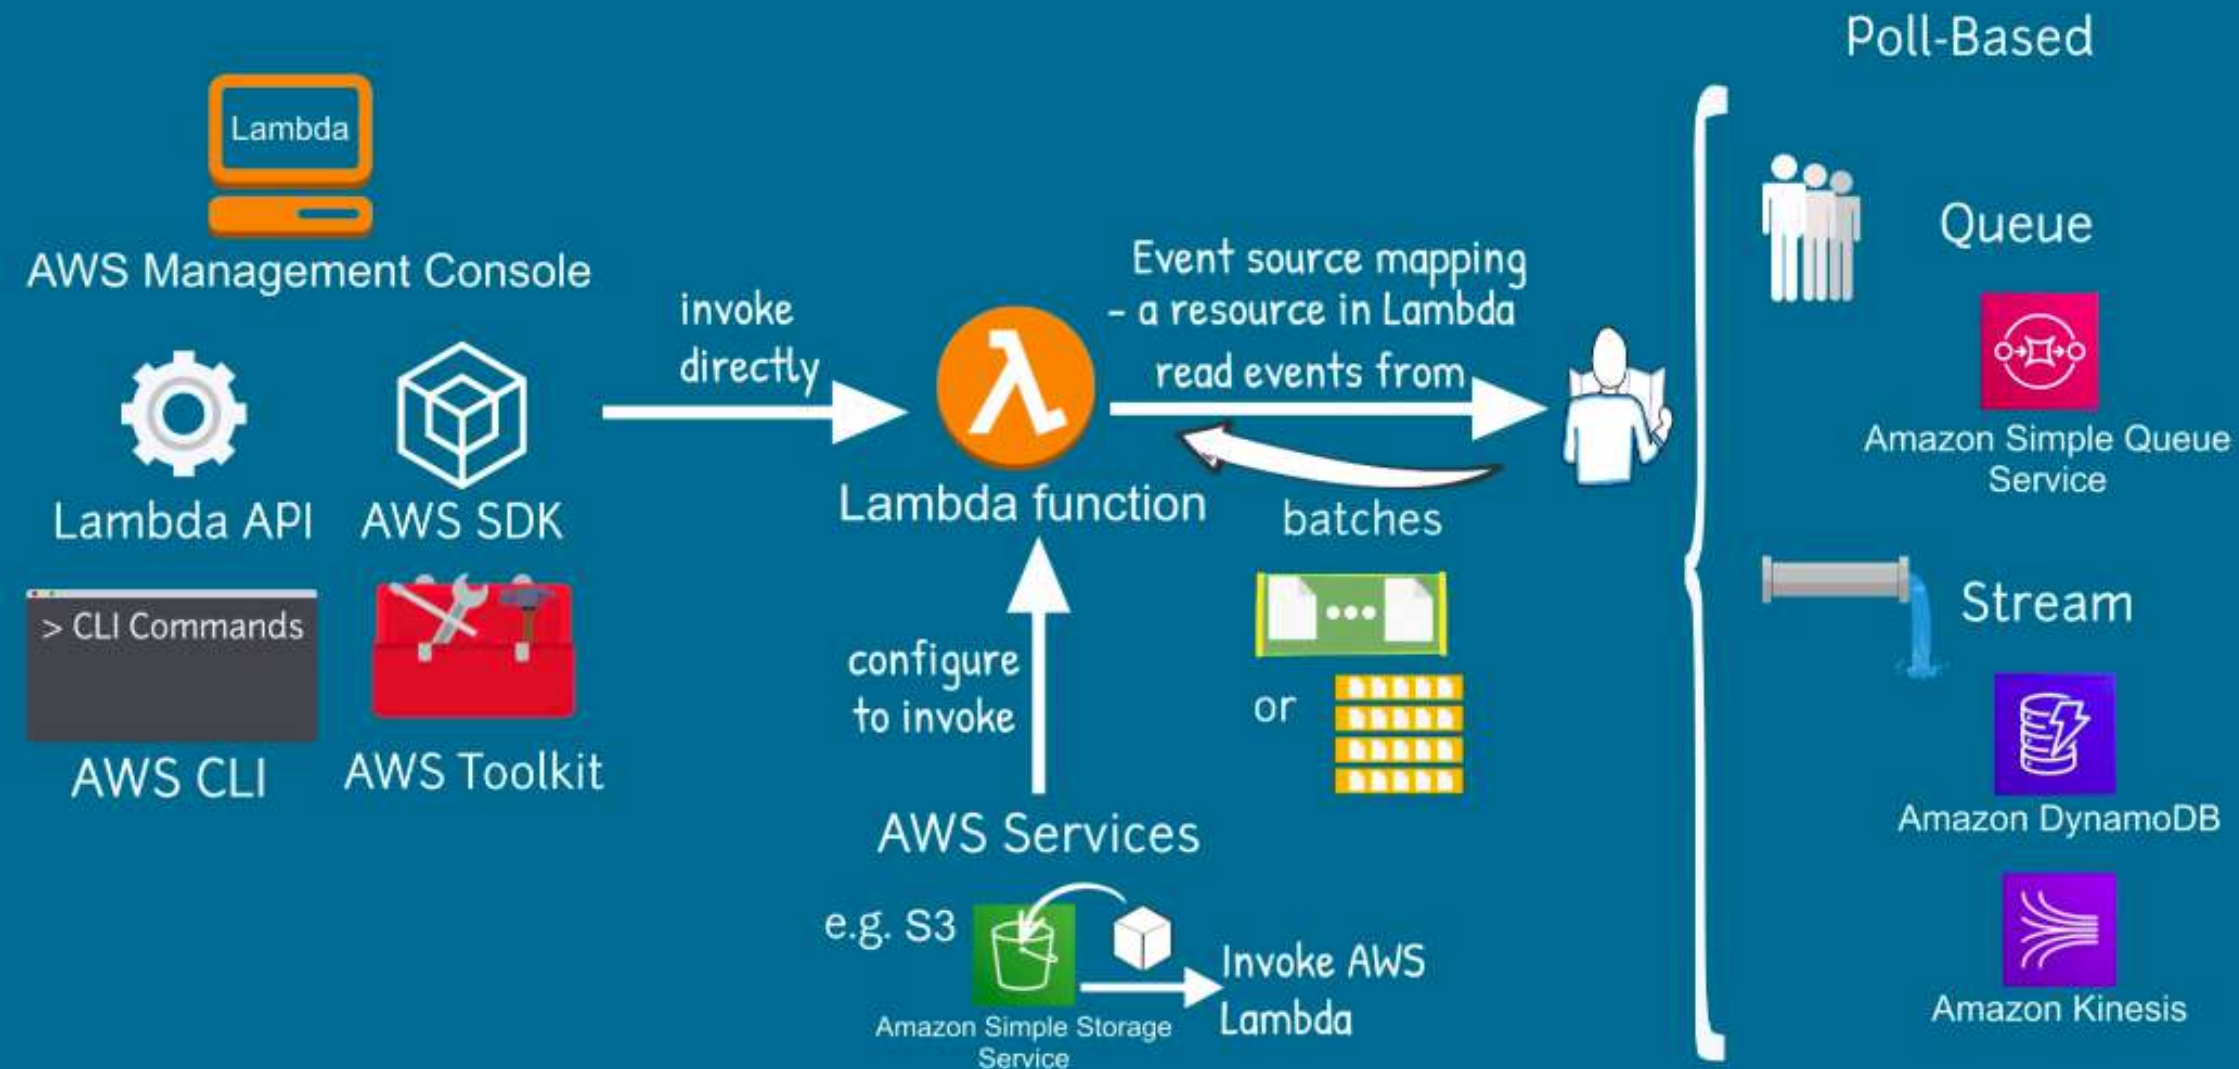 Poll-Based
Lambda
AWS Management Console
Lambda API
AWS SDK
> CLI Commands
AWS CLI
AWS Toolkit
invoke
directly
Lambda function
Event source mapping
- a resource in Lambda
read events from
batches
or
configure
to invoke
AWS Services
e.g. S3
Amazon Simple Storage
Service
Invoke AWS
Lambda
Queue
Amazon Simple Queue
Service
Stream
Amazon DynamoDB
Amazon Kinesis